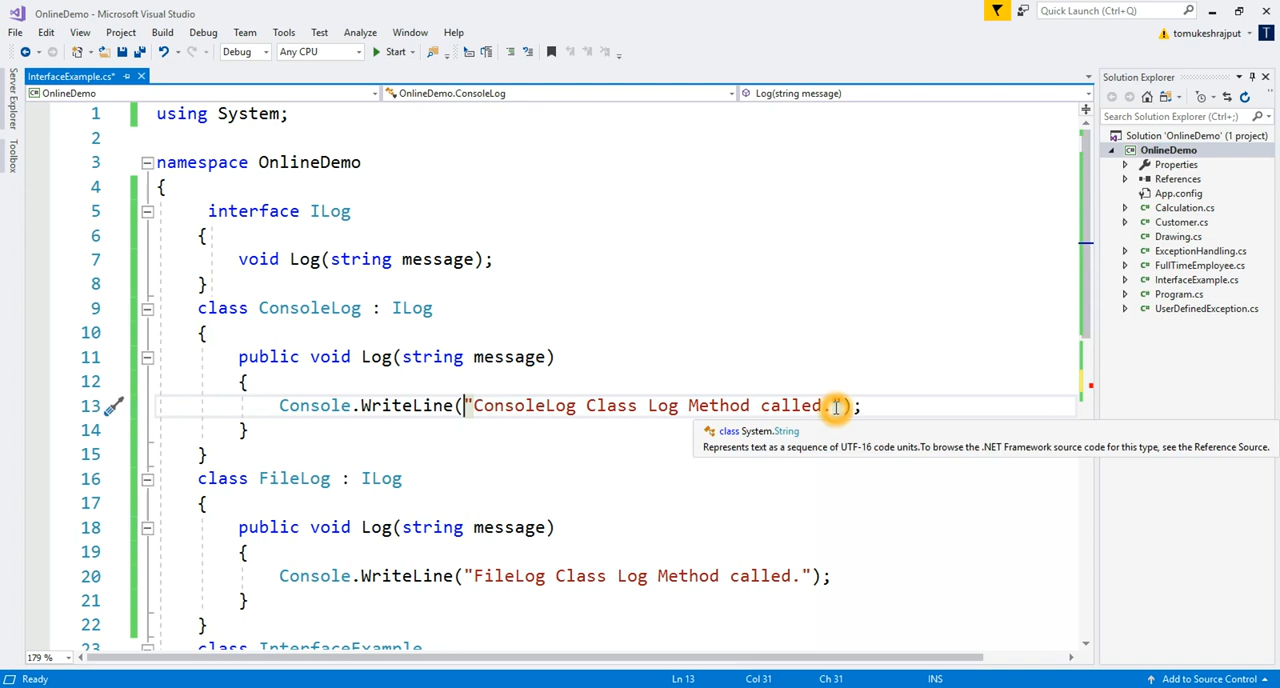 OnlineDemo - Microsoft Visual Studio
Quick Launch (Ctrl+Q)
File Edit View Project Build Debug Team Tools Test Analyze Window Help
tomukeshrajput T
Debug Any CPU Start
Server Explorer
Toolbox
InterfaceExample.cs*
OnlineDemo OnlineDemo.ConsoleLog Log(string message)
1 using System;
2
3 namespace OnlineDemo
4 {
5 interface ILog
6 {
7 void Log(string message);
8 }
9 class ConsoleLog : ILog
10 {
11 public void Log(string message)
12 {
13 Console.WriteLine("ConsoleLog Class Log Method called.");
class System.String
Represents text as a sequence of UTF-16 code units.To browse the .NET Framework source code for this type, see the Reference Source.
14 }
15 }
16 class FileLog : ILog
17 {
18 public void Log(string message)
19 {
20 Console.WriteLine("FileLog Class Log Method called.");
21 }
22 }
23 class InterfaceExample
179 %
Solution Explorer
Search Solution Explorer (Ctrl+;)
Solution 'OnlineDemo' (1 project)
OnlineDemo
Properties
References
App.config
Calculation.cs
Customer.cs
Drawing.cs
ExceptionHandling.cs
FullTimeEmployee.cs
InterfaceExample.cs
Program.cs
UserDefinedException.cs
Ready Ln 13 Col 31 Ch 31 INS Add to Source Control